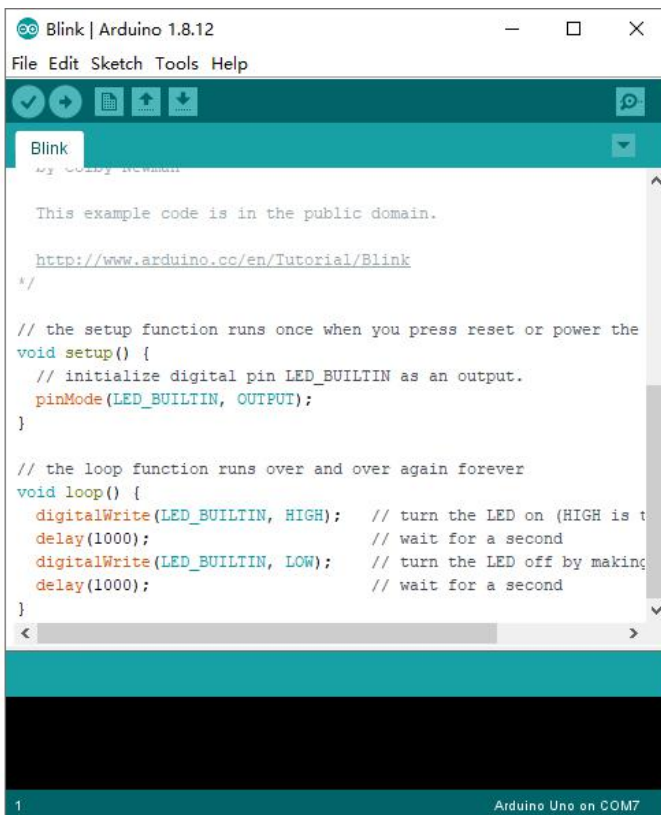 Blink | Arduino 1.8.12
File Edit Sketch Tools Help
Blink
by Colby Newman
This example code is in the public domain.
http://www.arduino.cc/en/Tutorial/Blink
*/
// the setup function runs once when you press reset or power the
void setup() {
  // initialize digital pin LED_BUILTIN as an output.
  pinMode(LED_BUILTIN, OUTPUT);
}
// the loop function runs over and over again forever
void loop() {
  digitalWrite(LED_BUILTIN, HIGH);   // turn the LED on (HIGH is t
  delay(1000);                       // wait for a second
  digitalWrite(LED_BUILTIN, LOW);    // turn the LED off by making
  delay(1000);                       // wait for a second
}
1 Arduino Uno on COM7